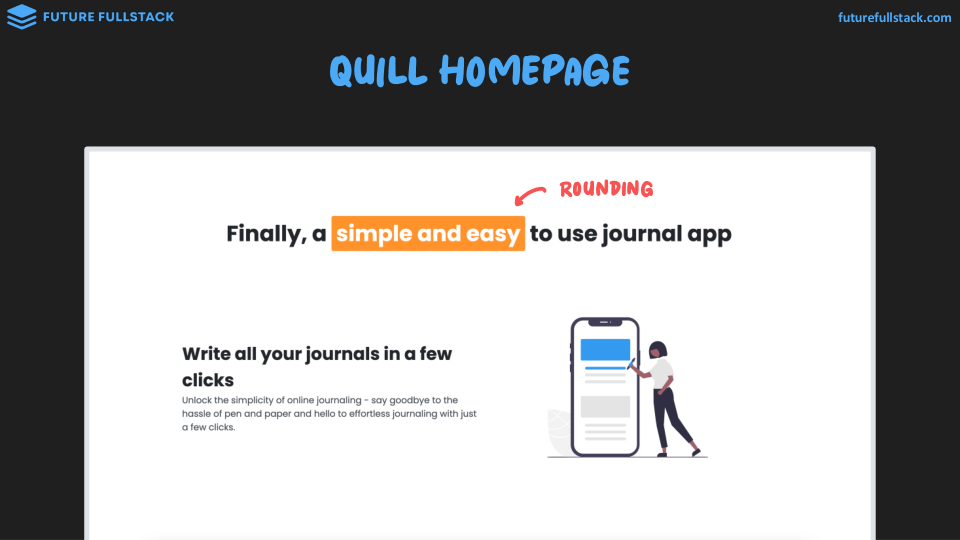 FUTURE FULLSTACK
futurefullstack.com
QUILL HOMEPAGE
ROUNDING
Finally, a simple and easy to use journal app
Write all your journals in a few
clicks
Unlock the simplicity of online journaling - say goodbye to the
hassle of pen and paper and hello to effortless journaling with just
a few clicks.